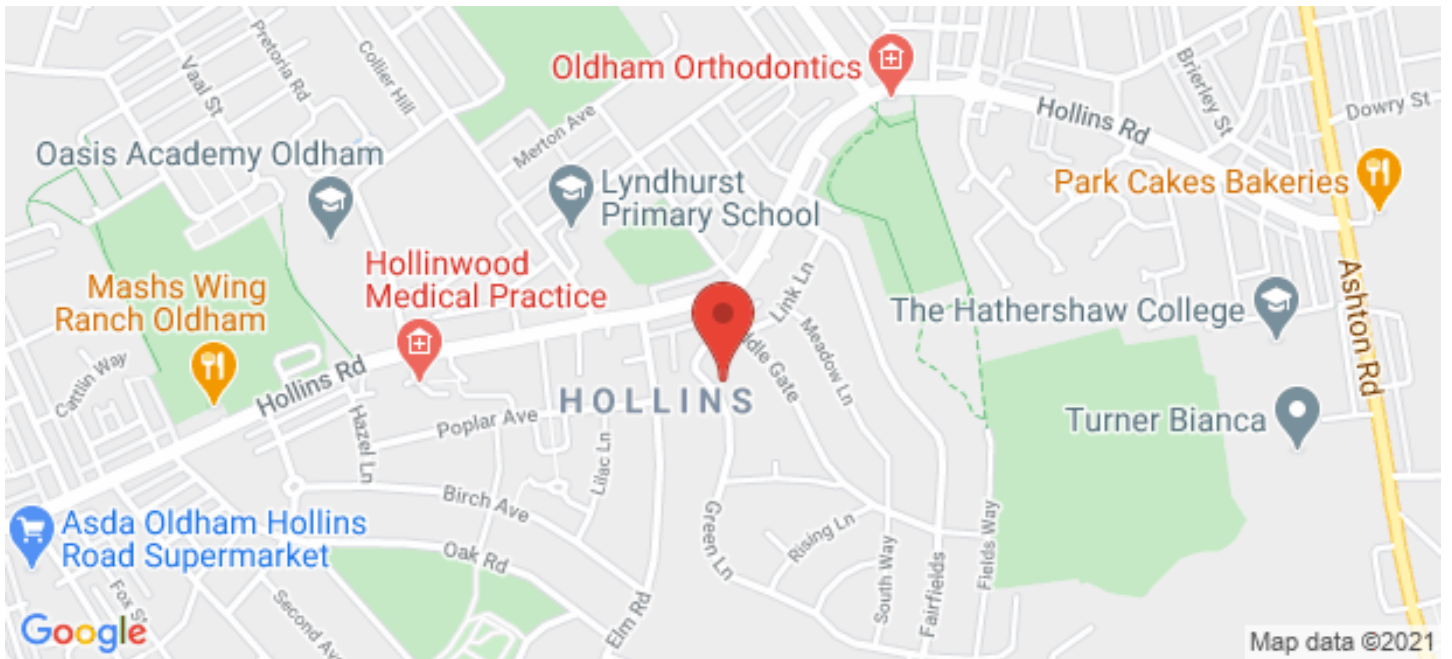 Vaal St
Pretoria Rd
Collier Hill
Merton Ave
Oldham Orthodontics
Hollins Rd
Brierley St
Dowry St
Oasis Academy Oldham
Lyndhurst
Primary School
Park Cakes Bakeries
Hollinwood
Medical Practice
Mashs Wing
Ranch Oldham
Link Ln
Meadow Ln
The Hathershaw College
Ashton Rd
Cattlin Way
Hollins Rd
Hazel Ln
Poplar Ave
Lilac Ln
HOLLINS
ddle Gate
Turner Bianca
Birch Ave
Asda Oldham Hollins
Road Supermarket
Oak Rd
Green Ln
Rising Ln
South Way
Fairfields
Fields Way
Fox St
Second Ave
Elm Rd
Google
Map data ©2021